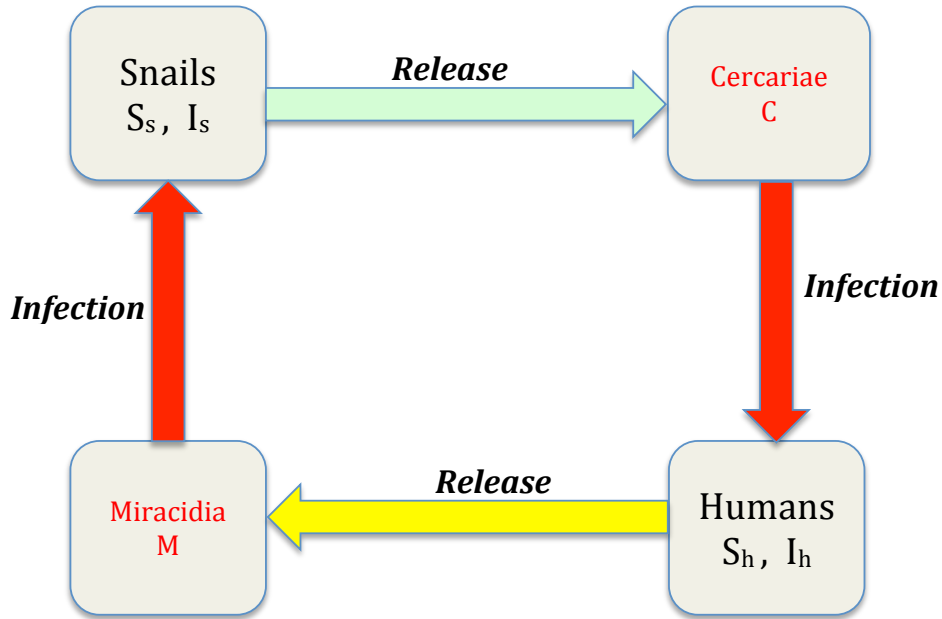 Snails
Sₛ, Iₛ
Release
Cercariae
C
Infection
Infection
Miracidia
M
Release
Humans
Sₕ, Iₕ